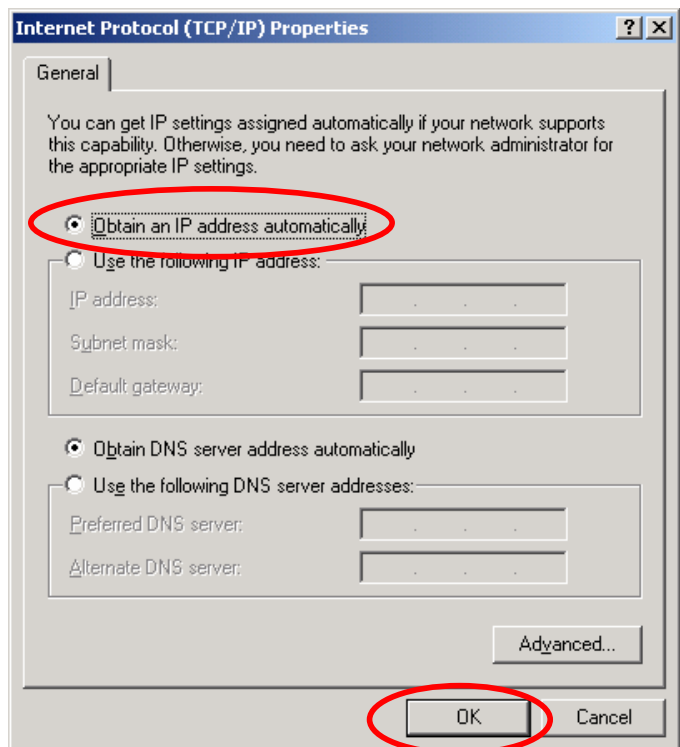 Internet Protocol (TCP/IP) Properties
General
You can get IP settings assigned automatically if your network supports
this capability. Otherwise, you need to ask your network administrator for
the appropriate IP settings.
Obtain an IP address automatically
Use the following IP address:
IP address:
Subnet mask:
Default gateway:
Obtain DNS server address automatically
Use the following DNS server addresses:
Preferred DNS server:
Alternate DNS server:
Advanced...
OK Cancel